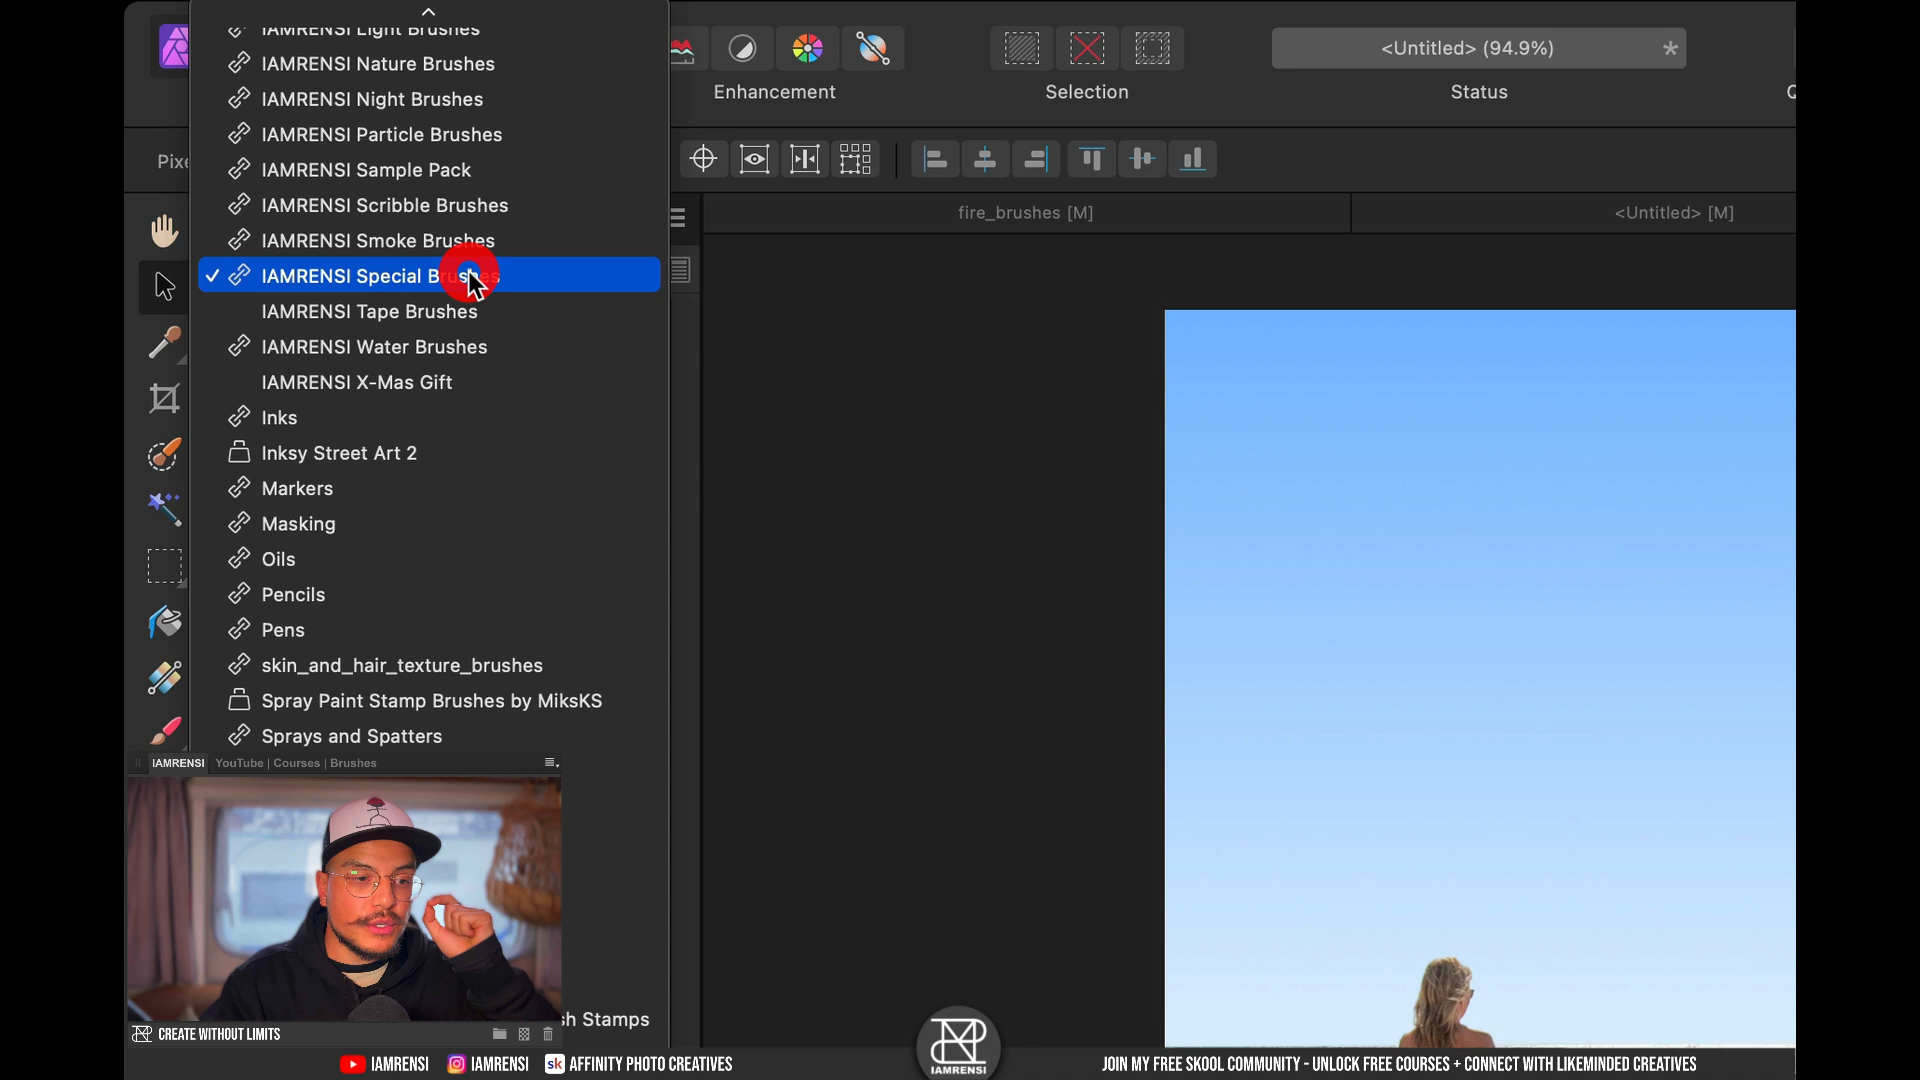 IAMRENSI Light Brushes
IAMRENSI Nature Brushes
IAMRENSI Night Brushes
IAMRENSI Particle Brushes
IAMRENSI Sample Pack
IAMRENSI Scribble Brushes
IAMRENSI Smoke Brushes
IAMRENSI Special Brushes
IAMRENSI Tape Brushes
IAMRENSI Water Brushes
IAMRENSI X-Mas Gift
Inks
Inksy Street Art 2
Markers
Masking
Oils
Pencils
Pens
skin_and_hair_texture_brushes
Spray Paint Stamp Brushes by MiksKS
Sprays and Spatters
sh Stamps
Pixe
Enhancement
Selection
<Untitled> (94.9%) *
Status
fire_brushes [M]
<Untitled> [M]
IAMRENSI YouTube | Courses | Brushes
CREATE WITHOUT LIMITS
IAMRENSI IAMRENSI sk AFFINITY PHOTO CREATIVES
IAMRENSI
JOIN MY FREE SKOOL COMMUNITY - UNLOCK FREE COURSES + CONNECT WITH LIKEMINDED CREATIVES